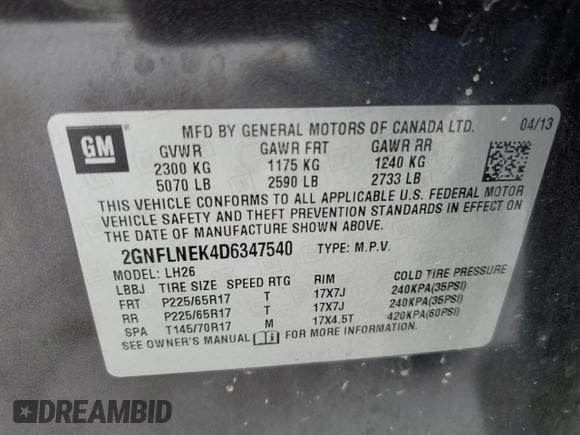 GM
MFD BY GENERAL MOTORS OF CANADA LTD. 04/13
GVWR GAWR FRT GAWR RR
2300 KG 1175 KG 1240 KG
5070 LB 2590 LB 2733 LB
THIS VEHICLE CONFORMS TO ALL APPLICABLE U.S. FEDERAL MOTOR
VEHICLE SAFETY AND THEFT PREVENTION STANDARDS IN EFFECT ON
THE DATE OF MANUFACTURE SHOWN ABOVE.
2GNFLNEK4D6347540 TYPE: M.P.V.
MODEL: LH26
LBBJ TIRE SIZE SPEED RTG RIM COLD TIRE PRESSURE
FRT P225/65R17 T 17X7J 240KPA(35PSI)
RR P225/65R17 T 17X7J 240KPA(35PSI)
SPA T145/70R17 M 17X4.5T 420KPA(60PSI)
SEE OWNER'S MANUAL FOR MORE INFORMATION.
DREAMBID